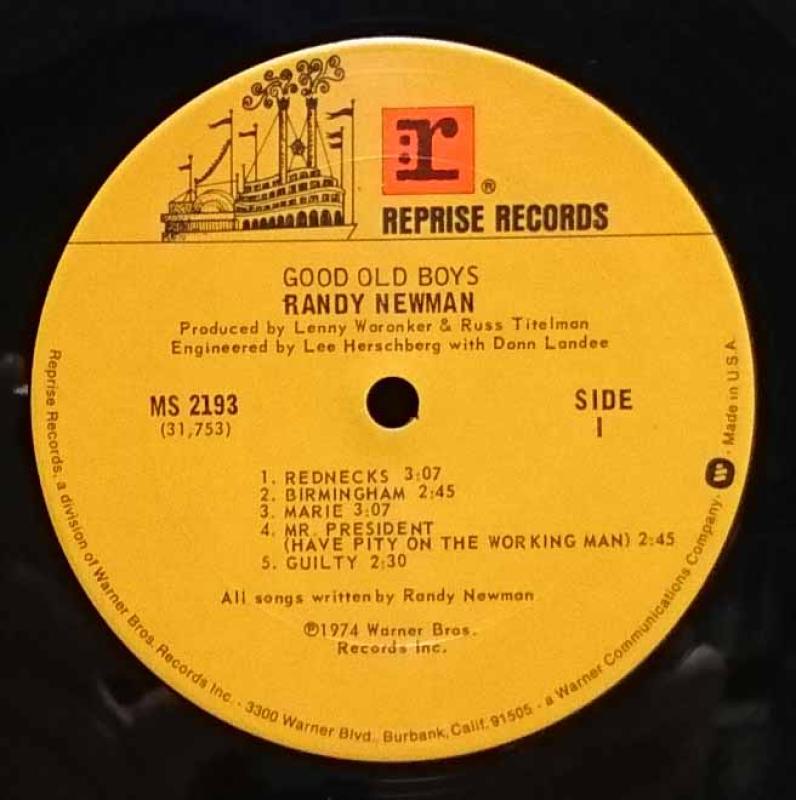 r
®
REPRISE RECORDS
GOOD OLD BOYS
RANDY NEWMAN
Produced by Lenny Waronker & Russ Titelman
Engineered by Lee Herschberg with Donn Landee
MS 2193
(31,753)
SIDE
1
1. REDNECKS 3:07
2. BIRMINGHAM 2:45
3. MARIE 3:07
4. MR. PRESIDENT
(HAVE PITY ON THE WORKING MAN) 2:45
5. GUILTY 2:30
All songs written by Randy Newman
℗1974 Warner Bros.
Records Inc.
Reprise Records, a division of Warner Bros. Records Inc. · 3300 Warner Blvd., Burbank, Calif. 91505 · a Warner Communications Company · Made in U.S.A.